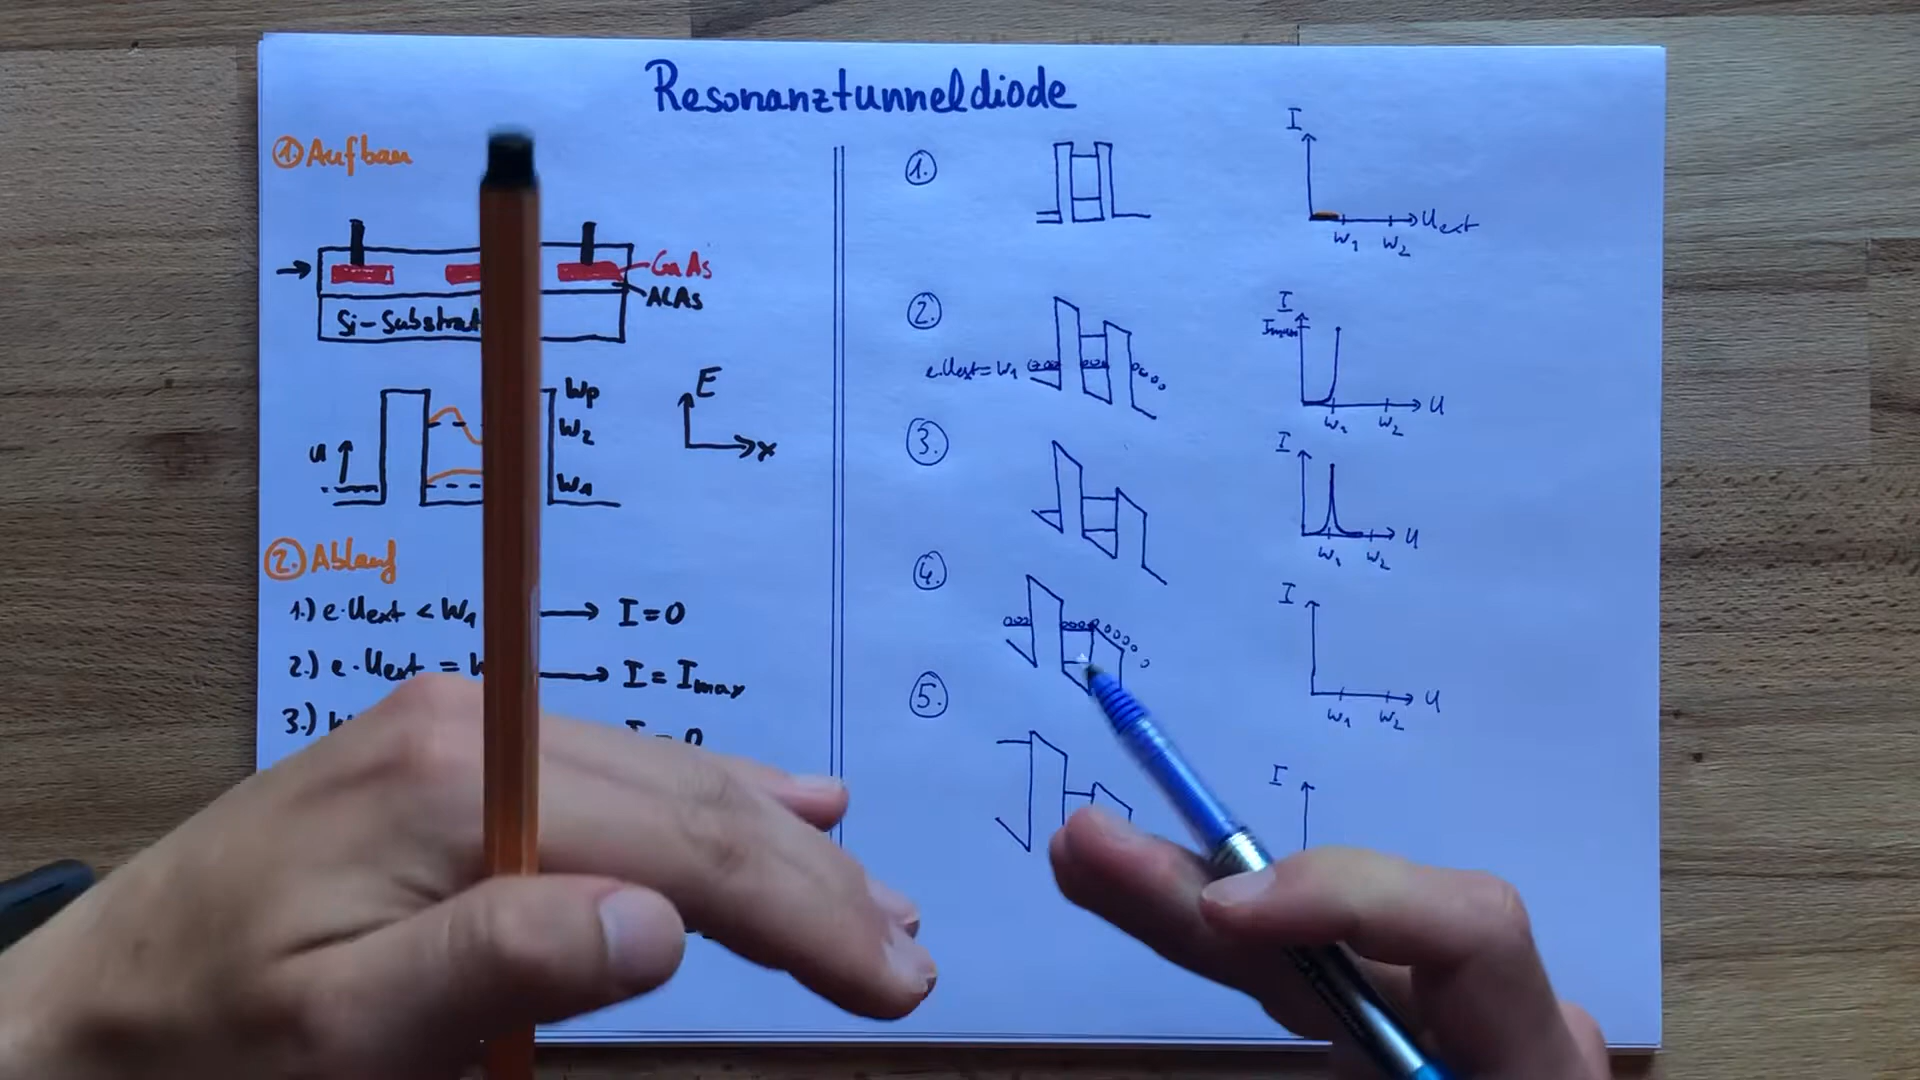 Resonanztunneldiode
1. Aufbau
GaAs
AlAs
Si-Substrat
Wp
W2
W1
U
E
x
2. Ablauf
1.) e·Uext < W1 → I=0
2.) e·Uext = W → I = Imax
3.) I = 0
1.
I
Uext
W1 W2
2.
e·Uext = W1
I
Imax
U
W1 W2
3.
I
U
W1 W2
4.
I
U
W1 W2
5.
I